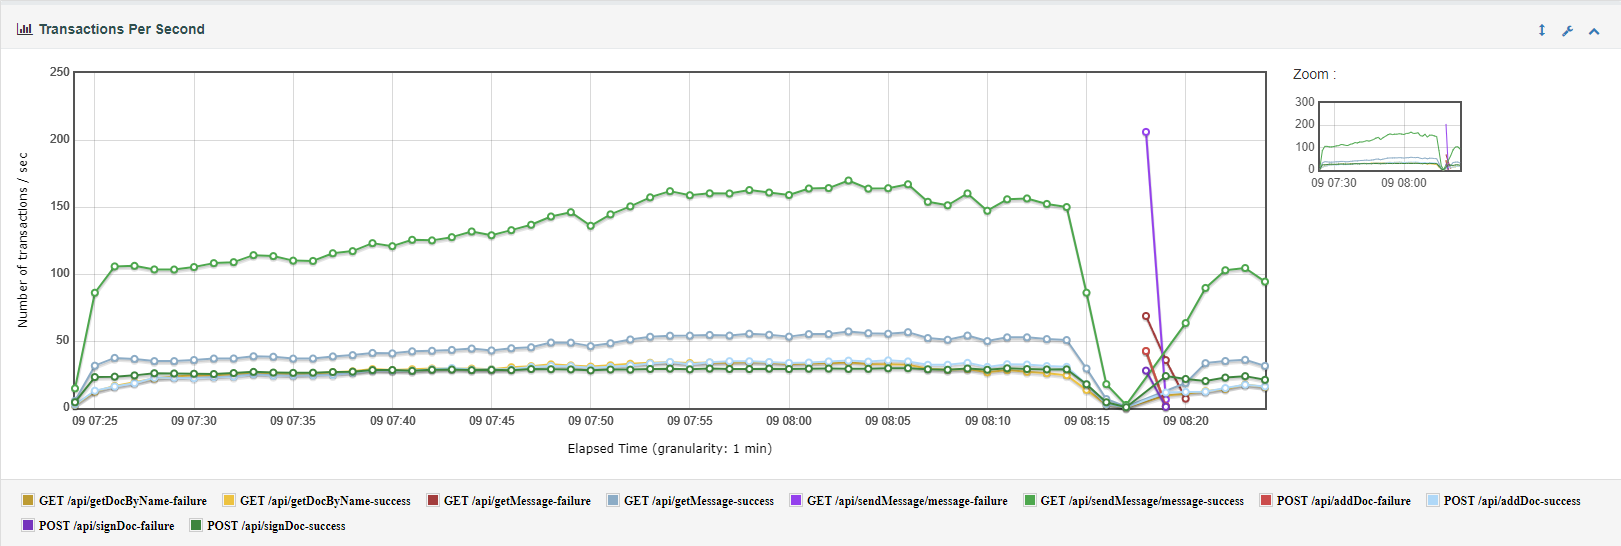 Transactions Per Second
Zoom :
250
200
150
100
50
0
Number of transactions / sec
09 07:25 09 07:30 09 07:35 09 07:40 09 07:45 09 07:50 09 07:55 09 08:00 09 08:05 09 08:10 09 08:15 09 08:20
Elapsed Time (granularity: 1 min)
300
200
100
0
09 07:30 09 08:00
GET /api/getDocByName-failure GET /api/getDocByName-success GET /api/getMessage-failure GET /api/getMessage-success GET /api/sendMessage/message-failure GET /api/sendMessage/message-success POST /api/addDoc-failure POST /api/addDoc-success
POST /api/signDoc-failure POST /api/signDoc-success